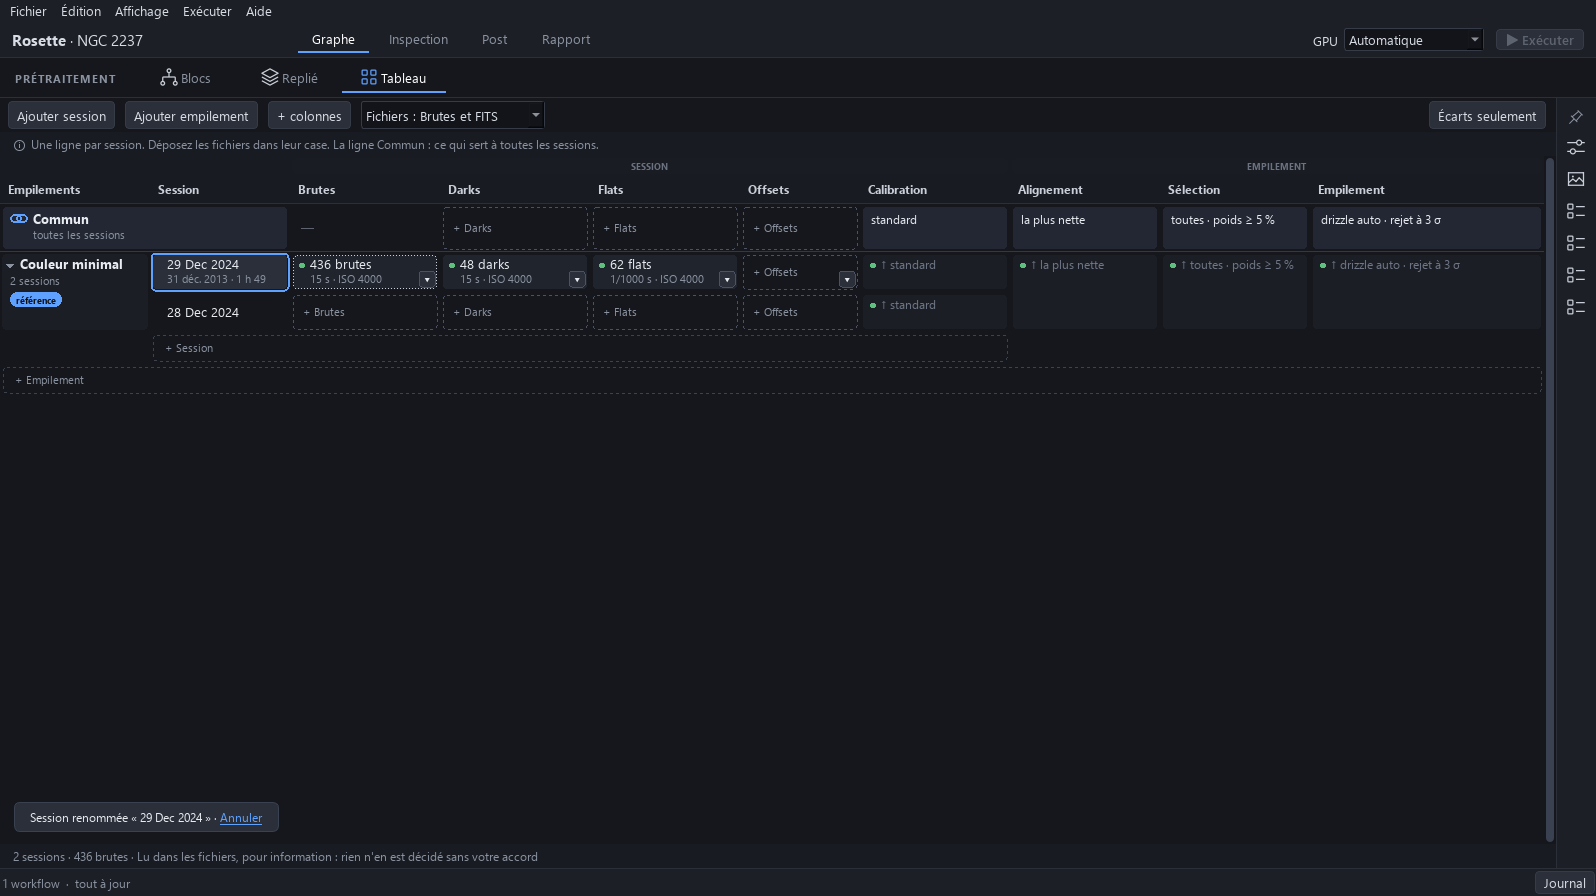 Fichier Édition Affichage Exécuter Aide
Rosette · NGC 2237 Graphe Inspection Post Rapport GPU Automatique Exécuter
PRÉTRAITEMENT Blocs Replié Tableau
Ajouter session Ajouter empilement + colonnes Fichiers : Brutes et FITS Écarts seulement
Une ligne par session. Déposez les fichiers dans leur case. La ligne Commun : ce qui sert à toutes les sessions.
SESSION EMPILEMENT
Empilements Session Brutes Darks Flats Offsets Calibration Alignement Sélection Empilement
Commun
toutes les sessions
— + Darks + Flats + Offsets standard la plus nette toutes · poids ≥ 5 % drizzle auto · rejet à 3 σ
Couleur minimal
2 sessions
référence
29 Dec 2024
31 déc. 2013 · 1 h 49
436 brutes
15 s · ISO 4000
48 darks
15 s · ISO 4000
62 flats
1/1000 s · ISO 4000
+ Offsets
↑ standard
↑ la plus nette
↑ toutes · poids ≥ 5 %
↑ drizzle auto · rejet à 3 σ
28 Dec 2024 + Brutes + Darks + Flats + Offsets ↑ standard
+ Session
+ Empilement
Session renommée « 29 Dec 2024 » · Annuler
2 sessions · 436 brutes · Lu dans les fichiers, pour information : rien n'en est décidé sans votre accord
1 workflow · tout à jour Journal